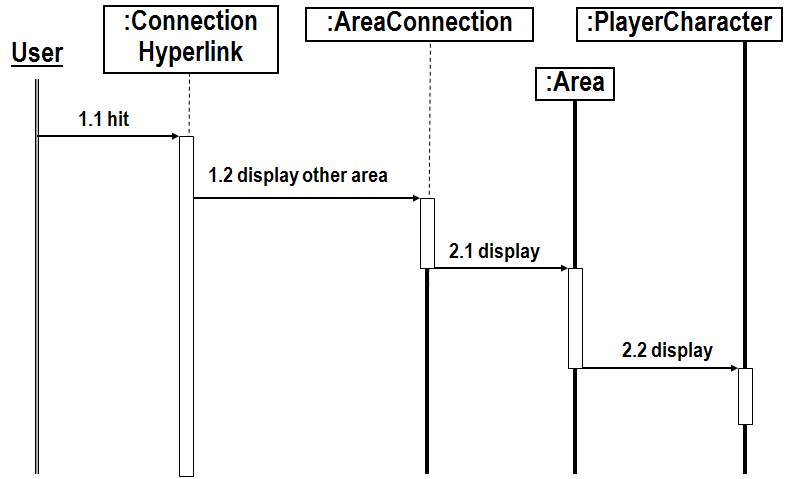 :Connection
Hyperlink
:AreaConnection
:PlayerCharacter
User
:Area
1.1 hit
1.2 display other area
2.1 display
2.2 display